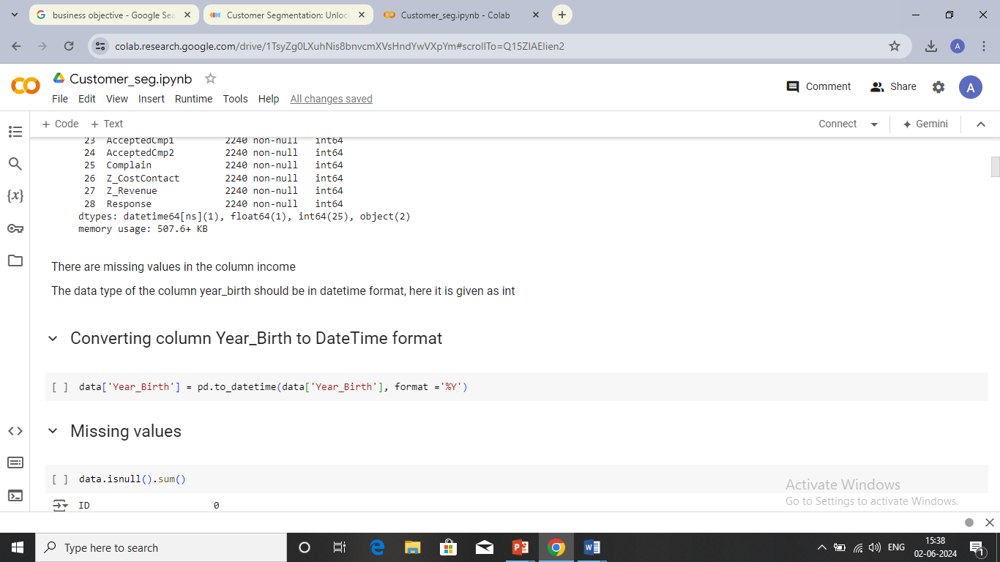 business objective - Google Sea
Customer Segmentation: Unloc
Customer_seg.ipynb - Colab
colab.research.google.com/drive/1TsyZg0LXuhNis8bnvcmXVsHndYwVXpYm#scrollTo=Q15ZIAElien2
A
Customer_seg.ipynb
File Edit View Insert Runtime Tools Help All changes saved
Comment Share A
+ Code + Text
Connect Gemini
23 AcceptedCmp1 2240 non-null int64
24 AcceptedCmp2 2240 non-null int64
25 Complain 2240 non-null int64
26 Z_CostContact 2240 non-null int64
27 Z_Revenue 2240 non-null int64
28 Response 2240 non-null int64
dtypes: datetime64[ns](1), float64(1), int64(25), object(2)
memory usage: 507.6+ KB
There are missing values in the column income
The data type of the column year_birth should be in datetime format, here it is given as int
Converting column Year_Birth to DateTime format
[ ] data['Year_Birth'] = pd.to_datetime(data['Year_Birth'], format ='%Y')
Missing values
[ ] data.isnull().sum()
ID 0
Activate Windows
Go to Settings to activate Windows.
Type here to search
ENG
15:38
02-06-2024
1